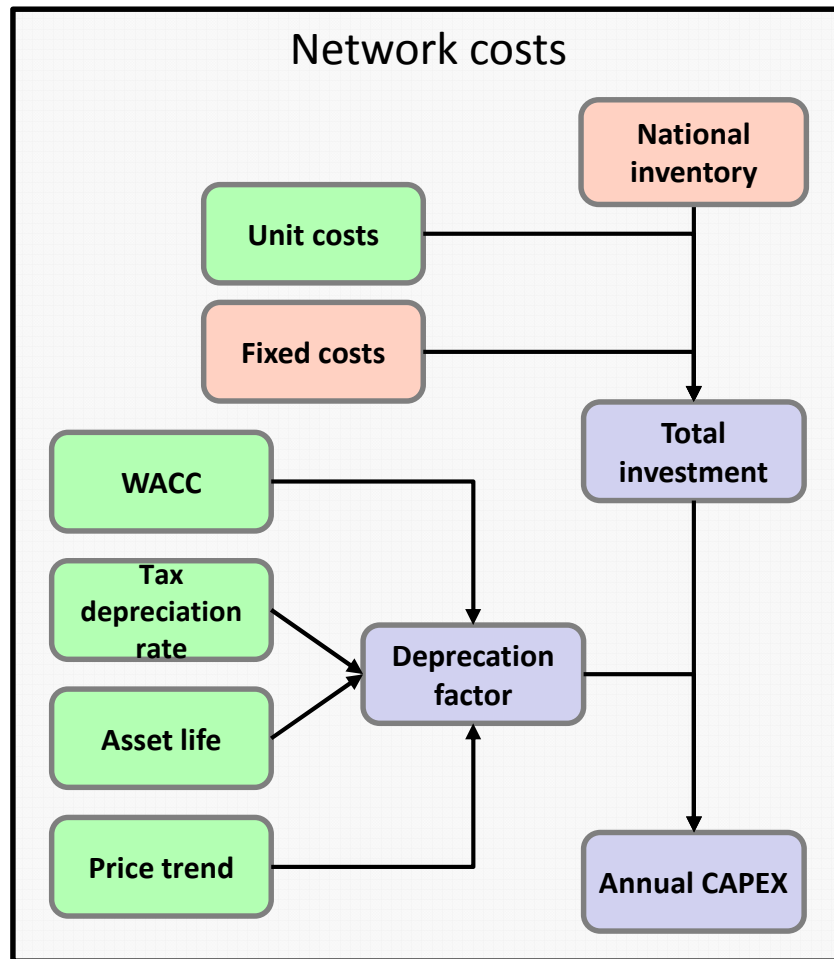 Network costs
National
inventory
Unit costs
Fixed costs
Total
investment
WACC
Tax
depreciation
rate
Deprecation
factor
Asset life
Price trend
Annual CAPEX